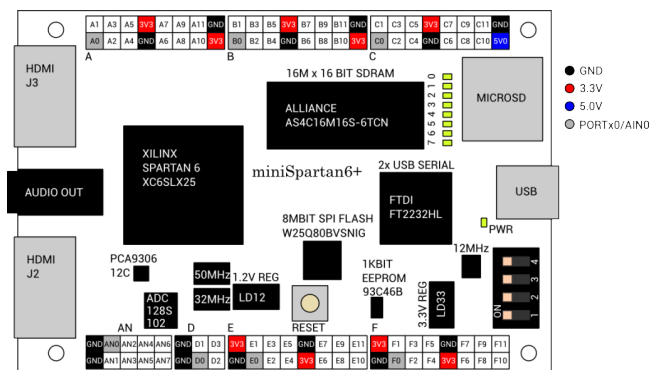 A1 A3 A5 3V3 A7 A9 A11 GND
A0 A2 A4 GND A6 A8 A10 3V3
A
B1 B3 B5 3V3 B7 B9 B11 GND
B0 B2 B4 GND B6 B8 B10 3V3
B
C1 C3 C5 3V3 C7 C9 C11 GND
C0 C2 C4 GND C6 C8 C10 5V0
C
GND
3.3V
5.0V
PORTx0/AIN0
HDMI
J3
16M x 16 BIT SDRAM
ALLIANCE
AS4C16M16S-6TCN
7 6 5 4 3 2 1 0
MICROSD
XILINX
SPARTAN 6
XC6SLX25
miniSpartan6+
2x USB SERIAL
FTDI
FT2232HL
AUDIO OUT
USB
PWR
8MBIT SPI FLASH
W25Q80BVSNIG
12MHz
HDMI
J2
PCA9306
12C
50MHz
32MHz
1.2V REG
LD12
ADC
128S
102
RESET
1KBIT
EEPROM
93C46B
3.3V REG
LD33
ON
1 2 3 4
AN
GND AN0 AN2 AN4 AN6
GND AN1 AN3 AN5 AN7
D
GND D1 D3
GND D0 D2
E
3V3 E1 E3 E5 GND E7 E9 E11
GND E0 E2 E4 3V3 E6 E8 E10
F
3V3 F1 F3 F5 GND F7 F9 F11
GND F0 F2 F4 3V3 F6 F8 F10